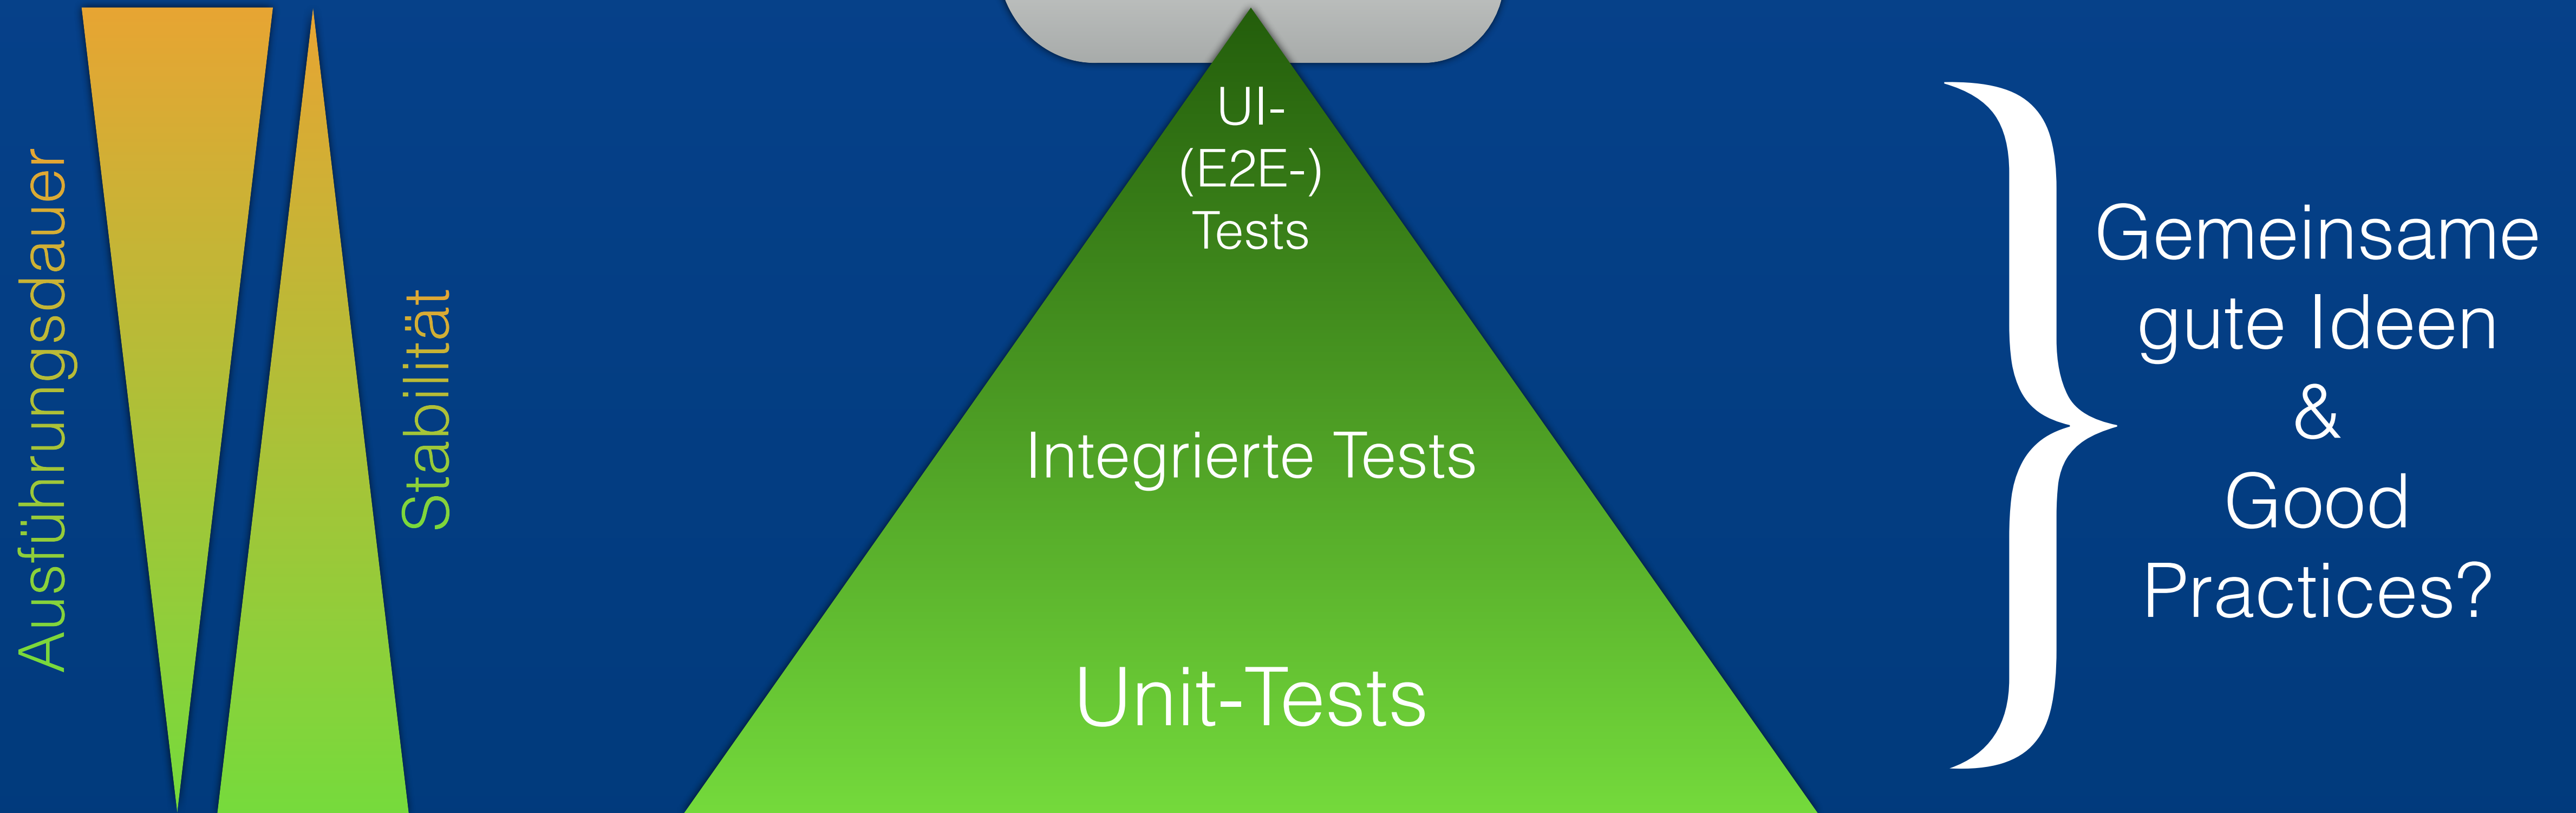 Ausführungsdauer
Stabilität
UI-
(E2E-)
Tests
Integrierte Tests
Unit-Tests
Gemeinsame
gute Ideen
&
Good
Practices?